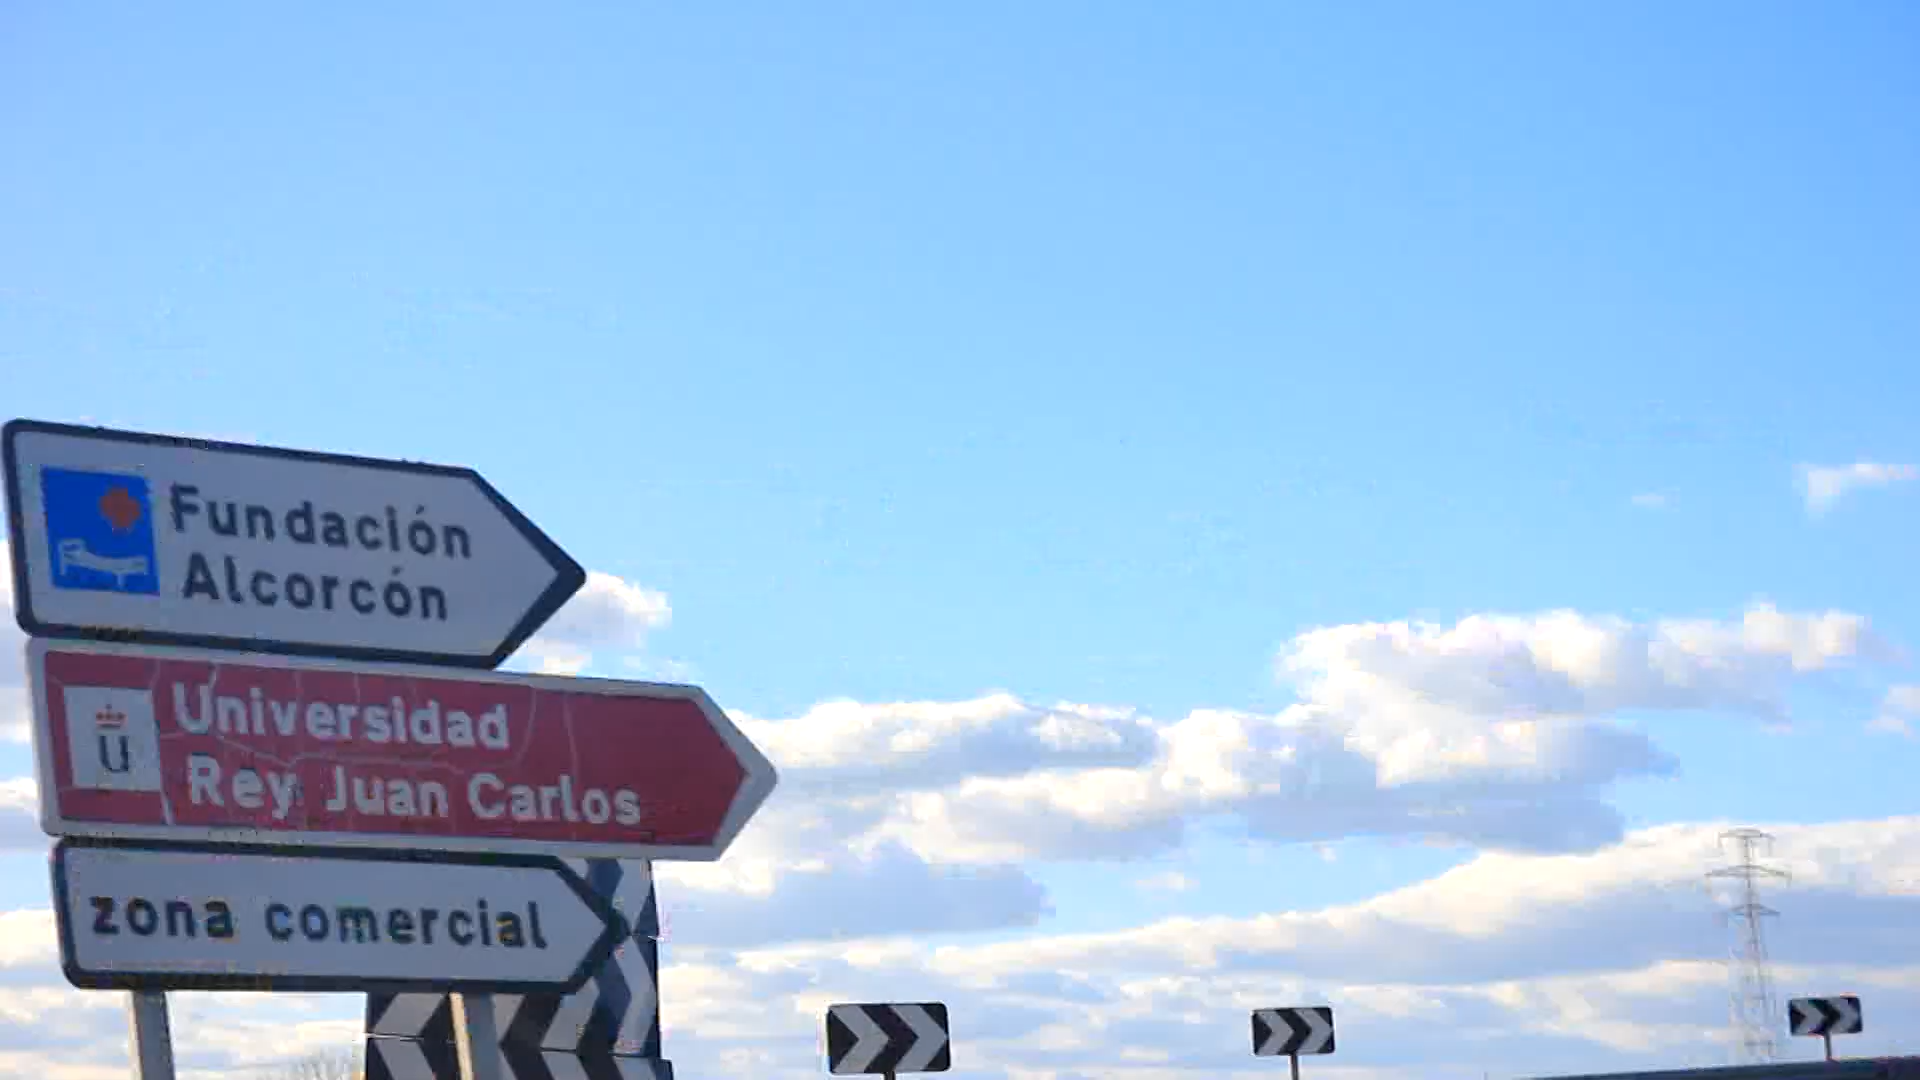 Fundación
Alcorcón
U
Universidad
Rey Juan Carlos
zona comercial